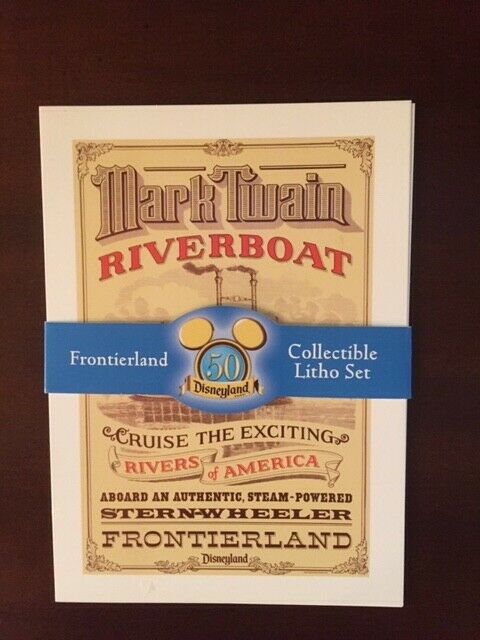 Mark Twain
RIVERBOAT
Frontierland
50
Disneyland
Collectible
Litho Set
CRUISE THE EXCITING
RIVERS of AMERICA
ABOARD AN AUTHENTIC, STEAM-POWERED
STERN-WHEELER
FRONTIERLAND
Disneyland